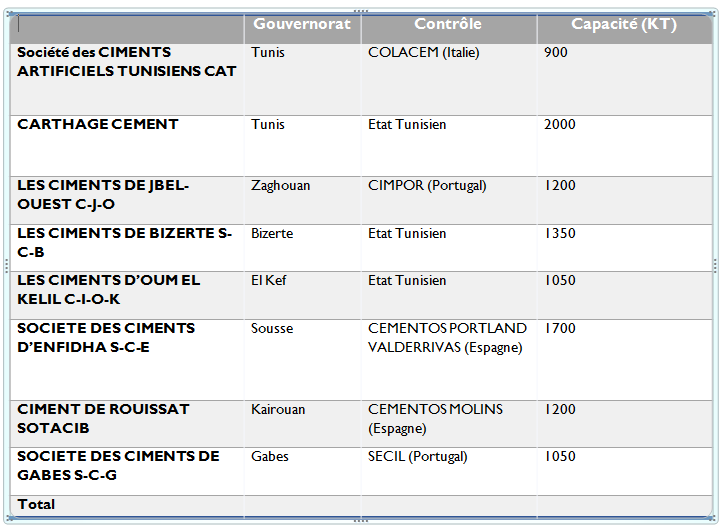 Gouvernorat Contrôle Capacité (KT)
Société des CIMENTS Tunis COLACEM (Italie) 900
ARTIFICIELS TUNISIENS CAT
CARTHAGE CEMENT Tunis Etat Tunisien 2000
LES CIMENTS DE JBEL- Zaghouan CIMPOR (Portugal) 1200
OUEST C-J-O
LES CIMENTS DE BIZERTE S- Bizerte Etat Tunisien 1350
C-B
LES CIMENTS D'OUM EL El Kef Etat Tunisien 1050
KELIL C-I-O-K
SOCIETE DES CIMENTS Sousse CEMENTOS PORTLAND 1700
D'ENFIDHA S-C-E VALDERRIVAS (Espagne)
CIMENT DE ROUISSAT Kairouan CEMENTOS MOLINS 1200
SOTACIB (Espagne)
SOCIETE DES CIMENTS DE Gabes SECIL (Portugal) 1050
GABES S-C-G
Total